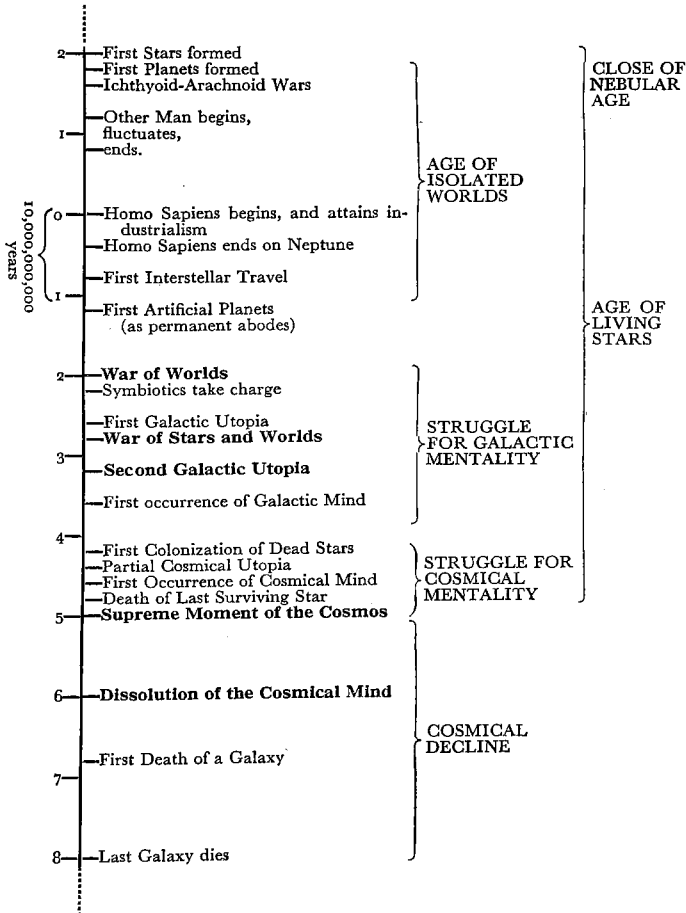 2 First Stars formed
First Planets formed
Ichthyoid-Arachnoid Wars
CLOSE OF
NEBULAR
AGE
Other Man begins,
1 fluctuates,
ends.
AGE OF
ISOLATED
WORLDS
0 Homo Sapiens begins, and attains in-
dustrialism
Homo Sapiens ends on Neptune
10,000,000,000
years
First Interstellar Travel
1
First Artificial Planets
(as permanent abodes)
AGE OF
LIVING
STARS
2 War of Worlds
Symbiotics take charge
First Galactic Utopia
War of Stars and Worlds
STRUGGLE
FOR GALACTIC
MENTALITY
3
Second Galactic Utopia
First occurrence of Galactic Mind
4
First Colonization of Dead Stars
Partial Cosmical Utopia
First Occurrence of Cosmical Mind
Death of Last Surviving Star
STRUGGLE FOR
COSMICAL
MENTALITY
5 Supreme Moment of the Cosmos
6 Dissolution of the Cosmical Mind
COSMICAL
DECLINE
First Death of a Galaxy
7
8 Last Galaxy dies